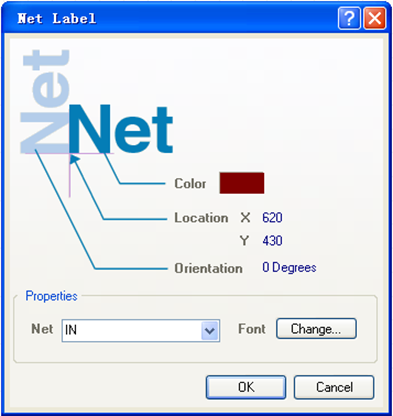 Net Label
Net
Net
Color
Location X 620
Y 430
Orientation 0 Degrees
Properties
Net IN Font Change...
OK Cancel